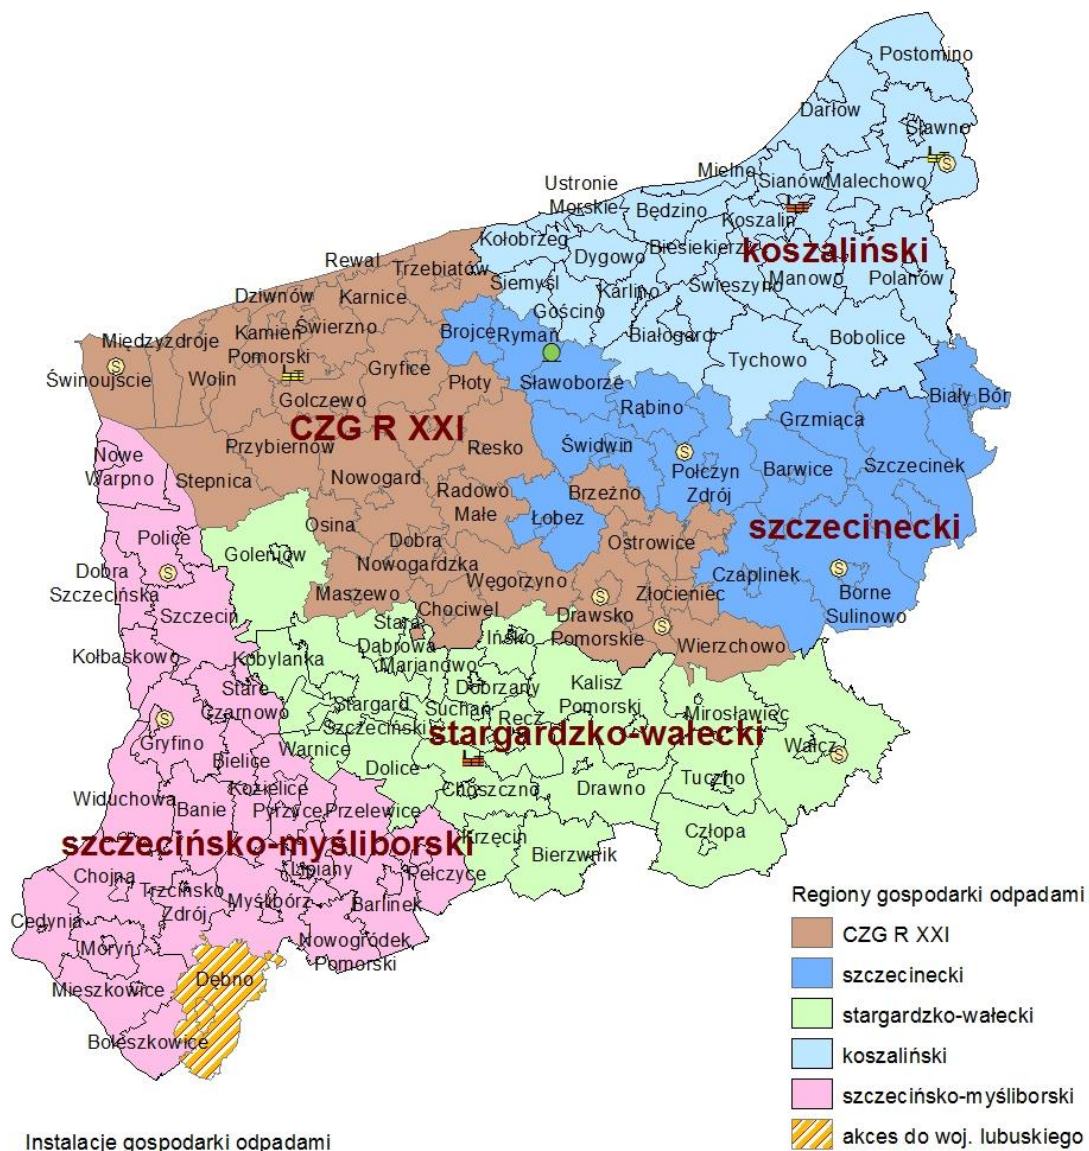 Postomino
Darłów
Sławno
Mielno
Sianów
Malechowo
Ustronie
Morskie
Będzino
Koszalin
Kołobrzeg
Dygowo
Biesiekierz
koszaliński
Rewal
Trzebiatów
Siemyśl
Karlino
Świeszyno
Manowo
Polanów
Dziwnów
Karnice
Gościno
Międzyzdroje
Kamień
Pomorski
Świerzno
Brojce
Rymań
Białogard
Bobolice
Tychowo
Świnoujście
Wolin
Gryfice
Płoty
Sławoborze
Golczewo
Rąbino
Grzmiąca
Biały Bór
CZG R XXI
Przybiernów
Resko
Świdwin
Nowe
Warpno
Stepnica
Nowogard
Połczyn
Zdrój
Barwice
Szczecinek
Radowo
Małe
Brzeżno
Łobez
Osina
szczecinecki
Police
Goleniów
Dobra
Nowogardzka
Ostrowice
Dobra
Szczecińska
Węgorzyno
Czaplinek
Maszewo
Złocieniec
Borne
Sulinowo
Szczecin
Chociwel
Drawsko
Pomorskie
Stara
Dąbrowa
Ińsko
Wierzchowo
Kołbaskowo
Kobylanka
Marianowo
Stare
Czarnowo
Dobrzany
Kalisz
Pomorski
Stargard
Szczeciński
Suchań
Recz
Mirosławiec
stargardzko-wałecki
Gryfino
Warnice
Wałcz
Bielice
Dolice
Tuczno
Kozielice
Choszczno
Drawno
Widuchowa
Banie
Pyrzyce
Przelewice
szczecińsko-myśliborski
Krzęcin
Człopa
Bierzwnik
Chojna
Lipiany
Pełczyce
Trzcińsko
Zdrój
Myślibórz
Barlinek
Cedynia
Moryń
Nowogródek
Pomorski
Mieszkowice
Dębno
Boleszkowice
Regiony gospodarki odpadami
CZG R XXI
szczecinecki
stargardzko-wałecki
koszaliński
szczecińsko-myśliborski
akces do woj. lubuskiego
Instalacje gospodarki odpadami